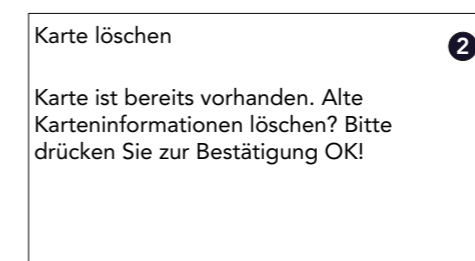 Karte löschen
2
Karte ist bereits vorhanden. Alte
Karteninformationen löschen? Bitte
drücken Sie zur Bestätigung OK!